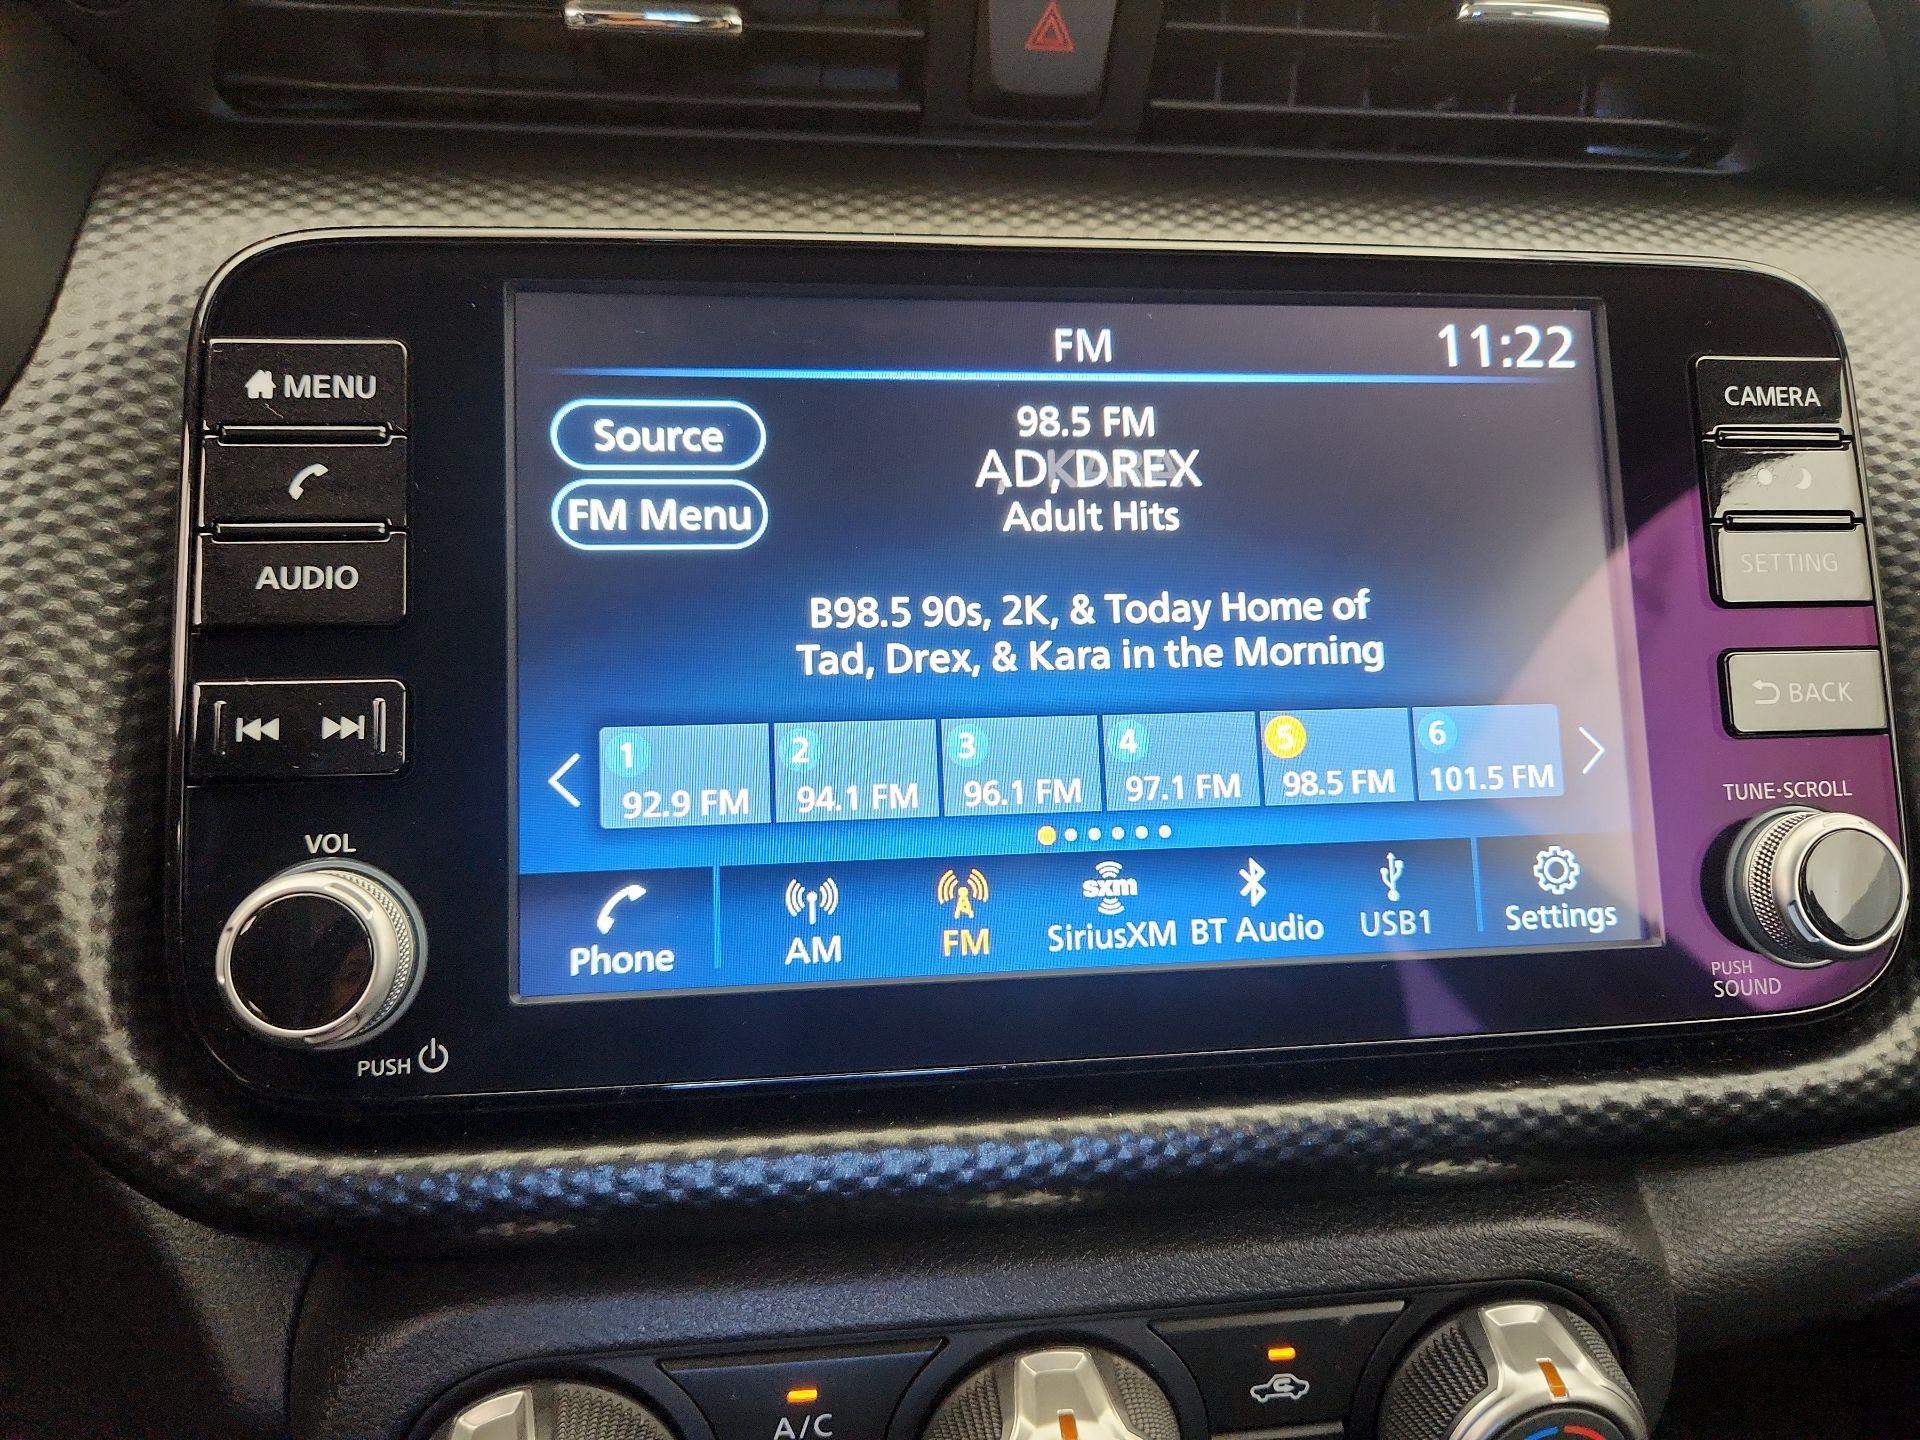 FM
11:22
MENU
CAMERA
Source
98.5 FM
AD, DREX
FM Menu
Adult Hits
SETTING
AUDIO
B98.5 90s, 2K, & Today Home of
Tad, Drex, & Kara in the Morning
BACK
1
2
3
4
5
6
92.9 FM
94.1 FM
96.1 FM
97.1 FM
98.5 FM
101.5 FM
TUNE·SCROLL
VOL
Phone
AM
FM
sxm
SiriusXM
BT Audio
USB1
Settings
PUSH
SOUND
PUSH
A/C